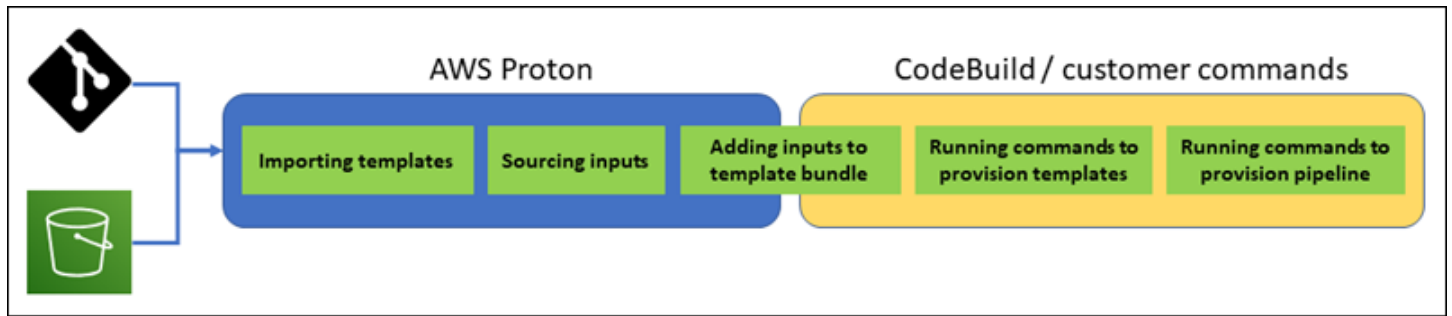 AWS Proton
CodeBuild / customer commands
Importing templates
Sourcing inputs
Adding inputs to
template bundle
Running commands to
provision templates
Running commands to
provision pipeline